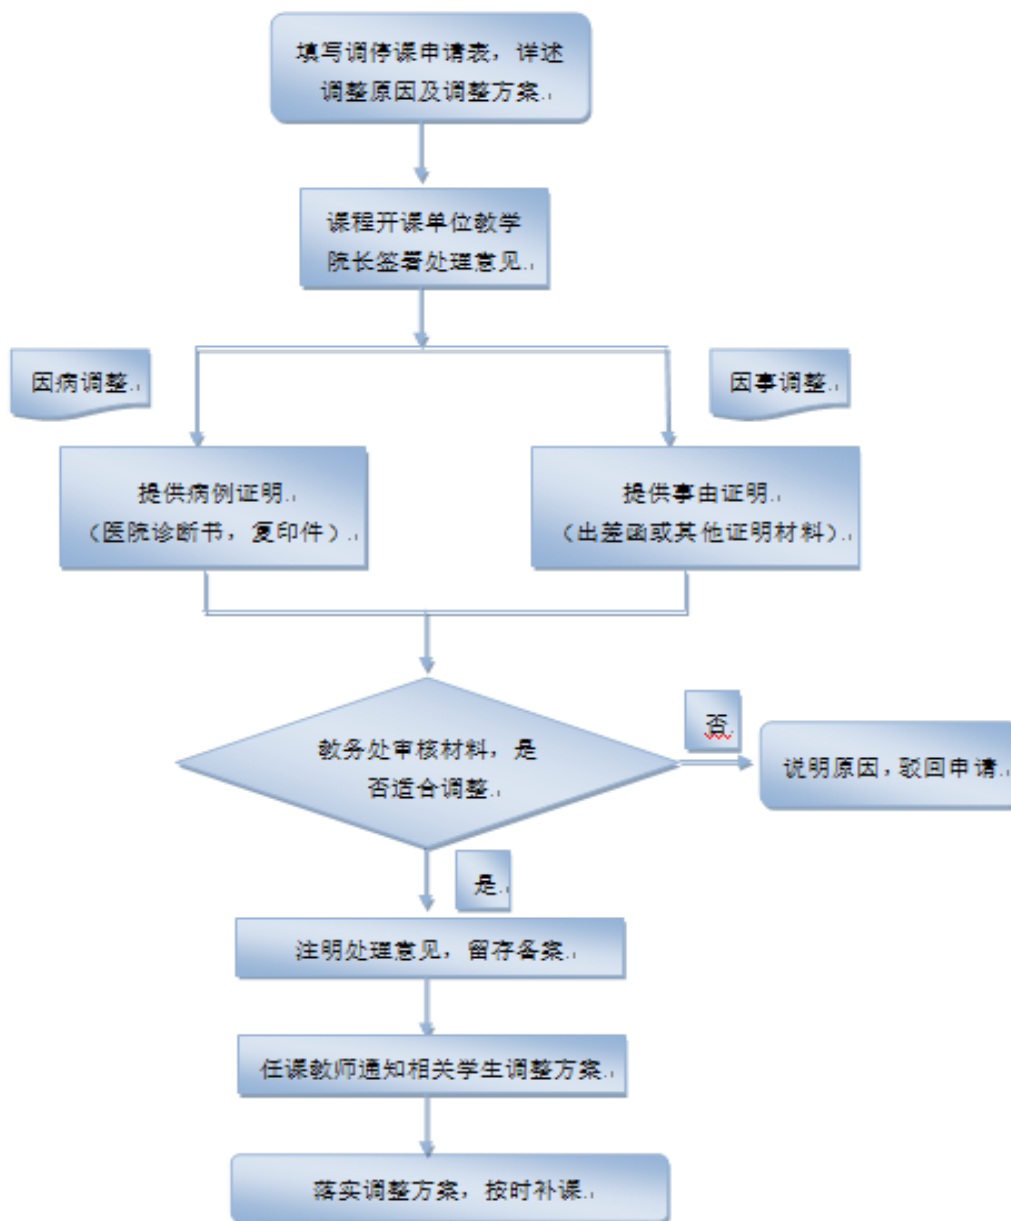 填写调停课申请表，详述
调整原因及调整方案
课程开课单位教学
院长签署处理意见
因病调整
因事调整
提供病例证明
（医院诊断书，复印件）
提供事由证明
（出差函或其他证明材料）
教务处审核材料，是
否适合调整
否
说明原因，驳回申请
是
注明处理意见，留存备案
任课教师通知相关学生调整方案
落实调整方案，按时补课